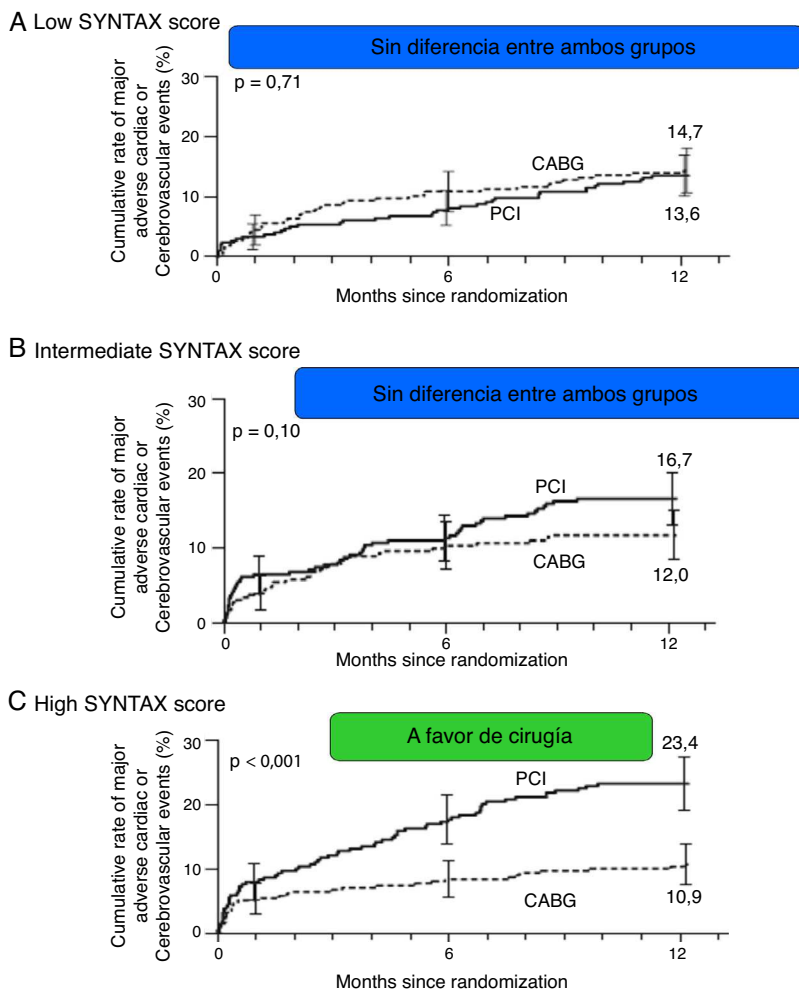 A Low SYNTAX score
Sin diferencia entre ambos grupos
Cumulative rate of major
adverse cardiac or
Cerebrovascular events (%)
30
20
10
0
p = 0,71
CABG
PCI
14,7
13,6
0
6
12
Months since randomization
B Intermediate SYNTAX score
Sin diferencia entre ambos grupos
Cumulative rate of major
adverse cardiac or
Cerebrovascular events (%)
30
20
10
0
p = 0,10
PCI
CABG
16,7
12,0
0
6
12
Months since randomization
C High SYNTAX score
A favor de cirugía
Cumulative rate of major
adverse cardiac or
Cerebrovascular events (%)
30
20
10
0
p < 0,001
PCI
CABG
23,4
10,9
0
6
12
Months since randomization